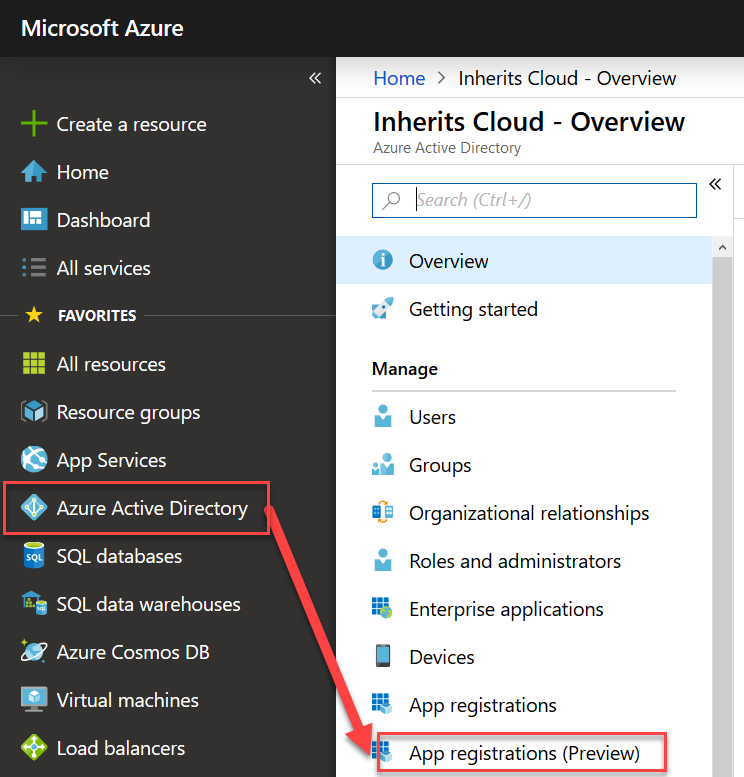 Microsoft Azure
Create a resource
Home
Dashboard
All services
FAVORITES
All resources
Resource groups
App Services
Azure Active Directory
SQL databases
SQL
SQL data warehouses
SQL
Azure Cosmos DB
Virtual machines
Load balancers
Home > Inherits Cloud - Overview
Inherits Cloud - Overview
Azure Active Directory
Search (Ctrl+/)
Overview
Getting started
Manage
Users
Groups
Organizational relationships
Roles and administrators
Enterprise applications
Devices
App registrations
App registrations (Preview)